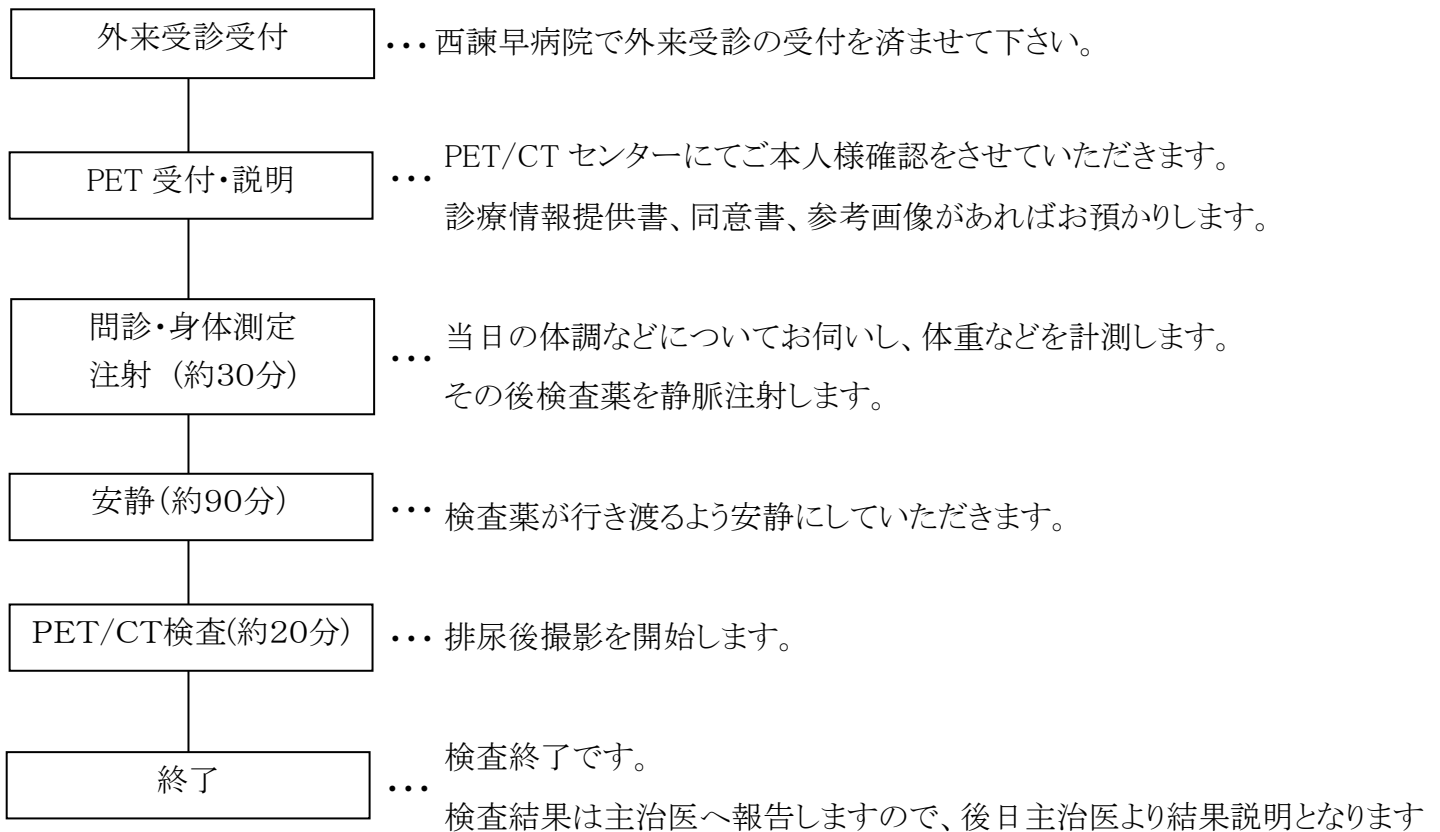 外来受診受付
・・・西諫早病院で外来受診の受付を済ませて下さい。
PET 受付・説明
・・・
PET/CT センターにてご本人様確認をさせていただきます。
診療情報提供書、同意書、参考画像があればお預かりします。
問診・身体測定
注射 (約30分)
・・・
当日の体調などについてお伺いし、体重などを計測します。
その後検査薬を静脈注射します。
安静(約90分)
・・・ 検査薬が行き渡るよう安静にしていただきます。
PET/CT検査(約20分)
・・・ 排尿後撮影を開始します。
終了
・・・
検査終了です。
検査結果は主治医へ報告しますので、後日主治医より結果説明となります